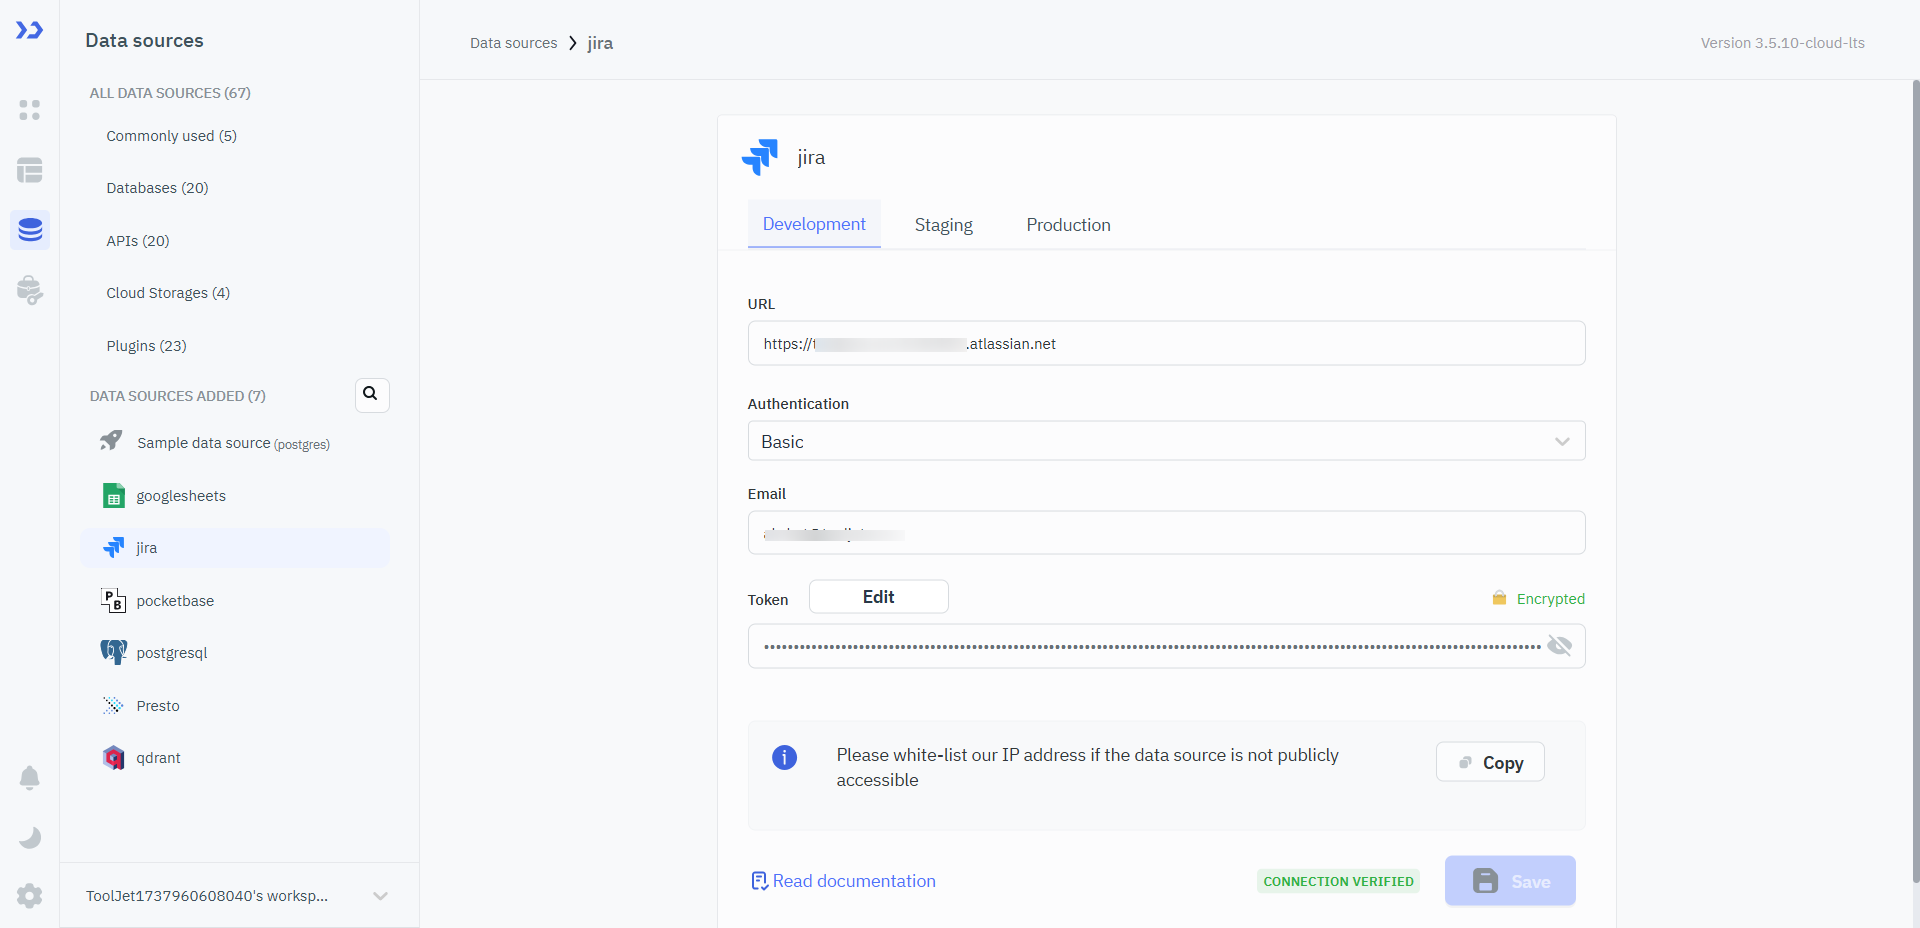 Data sources
ALL DATA SOURCES (67)
Commonly used (5)
Databases (20)
APIs (20)
Cloud Storages (4)
Plugins (23)
DATA SOURCES ADDED (7)
Sample data source (postgres)
googlesheets
jira
pocketbase
postgresql
Presto
qdrant
ToolJet1737960608040's worksp...
Data sources > jira
Version 3.5.10-cloud-lts
jira
Development Staging Production
URL
https:// .atlassian.net
Authentication
Basic
Email
Token Edit Encrypted
Please white-list our IP address if the data source is not publicly
accessible
Copy
Read documentation
CONNECTION VERIFIED
Save